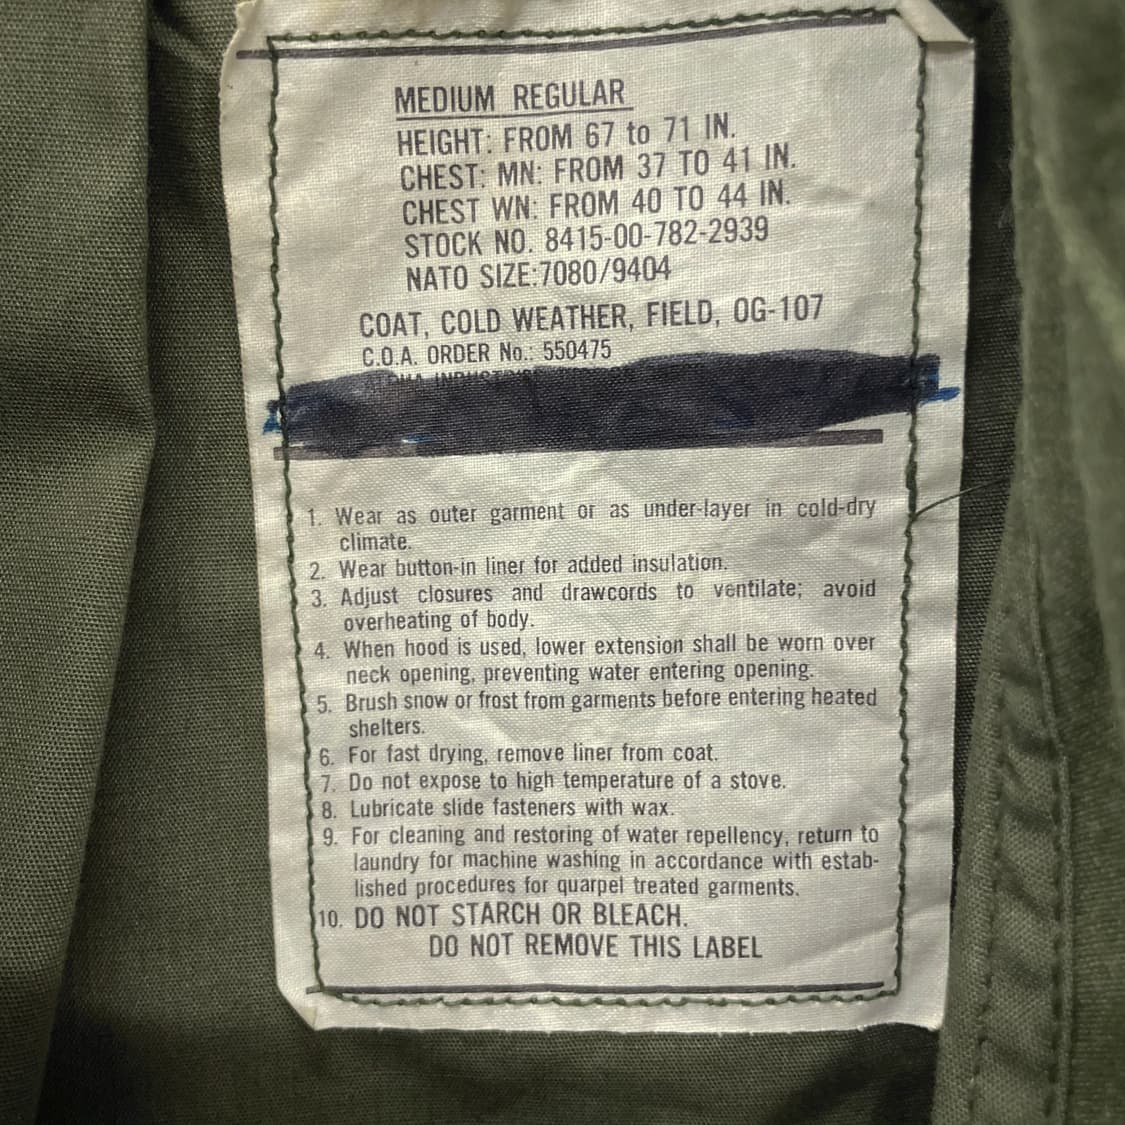 MEDIUM REGULAR
HEIGHT: FROM 67 to 71 IN.
CHEST: MN: FROM 37 TO 41 IN.
CHEST WN: FROM 40 TO 44 IN.
STOCK NO. 8415-00-782-2939
NATO SIZE:7080/9404
COAT, COLD WEATHER, FIELD, OG-107
C.O.A. ORDER No.: 550475
1. Wear as outer garment or as under-layer in cold-dry
climate.
2. Wear button-in liner for added insulation.
3. Adjust closures and drawcords to ventilate; avoid
overheating of body.
4. When hood is used, lower extension shall be worn over
neck opening, preventing water entering opening.
5. Brush snow or frost from garments before entering heated
shelters.
6. For fast drying, remove liner from coat.
7. Do not expose to high temperature of a stove.
8. Lubricate slide fasteners with wax.
9. For cleaning and restoring of water repellency, return to
laundry for machine washing in accordance with estab-
lished procedures for quarpel treated garments.
10. DO NOT STARCH OR BLEACH.
DO NOT REMOVE THIS LABEL